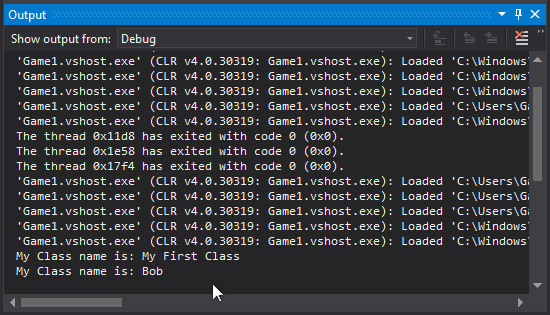 Output
Show output from: Debug
'Game1.vshost.exe' (CLR v4.0.30319: Game1.vshost.exe): Loaded 'C:\Windows
'Game1.vshost.exe' (CLR v4.0.30319: Game1.vshost.exe): Loaded 'C:\Windows
'Game1.vshost.exe' (CLR v4.0.30319: Game1.vshost.exe): Loaded 'C:\Windows
'Game1.vshost.exe' (CLR v4.0.30319: Game1.vshost.exe): Loaded 'C:\Users\Ga
'Game1.vshost.exe' (CLR v4.0.30319: Game1.vshost.exe): Loaded 'C:\Windows
The thread 0x11d8 has exited with code 0 (0x0).
The thread 0x1e58 has exited with code 0 (0x0).
The thread 0x17f4 has exited with code 0 (0x0).
'Game1.vshost.exe' (CLR v4.0.30319: Game1.vshost.exe): Loaded 'C:\Users\Ga
'Game1.vshost.exe' (CLR v4.0.30319: Game1.vshost.exe): Loaded 'C:\Users\Ga
'Game1.vshost.exe' (CLR v4.0.30319: Game1.vshost.exe): Loaded 'C:\Users\Ga
'Game1.vshost.exe' (CLR v4.0.30319: Game1.vshost.exe): Loaded 'C:\Windows
'Game1.vshost.exe' (CLR v4.0.30319: Game1.vshost.exe): Loaded 'C:\Windows
My Class name is: My First Class
My Class name is: Bob